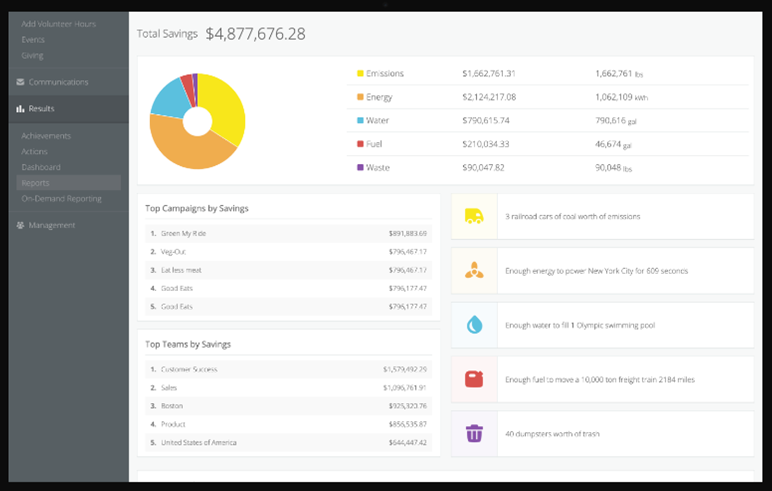 Add Volunteer Hours
Events
Giving
Communications
Results
Achievements
Actions
Dashboard
Reports
On-Demand Reporting
Management
Total Savings $4,877,676.28
Emissions $1,662,761.31 1,662,761 lbs
Energy $2,124,217.08 1,062,109 kWh
Water $790,615.74 790,616 gal
Fuel $210,034.33 46,674 gal
Waste $90,047.82 90,048 lbs
Top Campaigns by Savings
1. Green My Ride $891,883.69
2. Veg-Out $796,467.17
3. Eat less meat $796,467.17
4. Good Eats $796,177.47
5. Good Eats $796,177.47
Top Teams by Savings
1. Customer Success $1,579,492.29
2. Sales $1,096,761.91
3. Boston $925,320.76
4. Product $856,535.87
5. United States of America $644,447.42
3 railroad cars of coal worth of emissions
Enough energy to power New York City for 609 seconds
Enough water to fill 1 Olympic swimming pool
Enough fuel to move a 10,000 ton freight train 2184 miles
40 dumpsters worth of trash